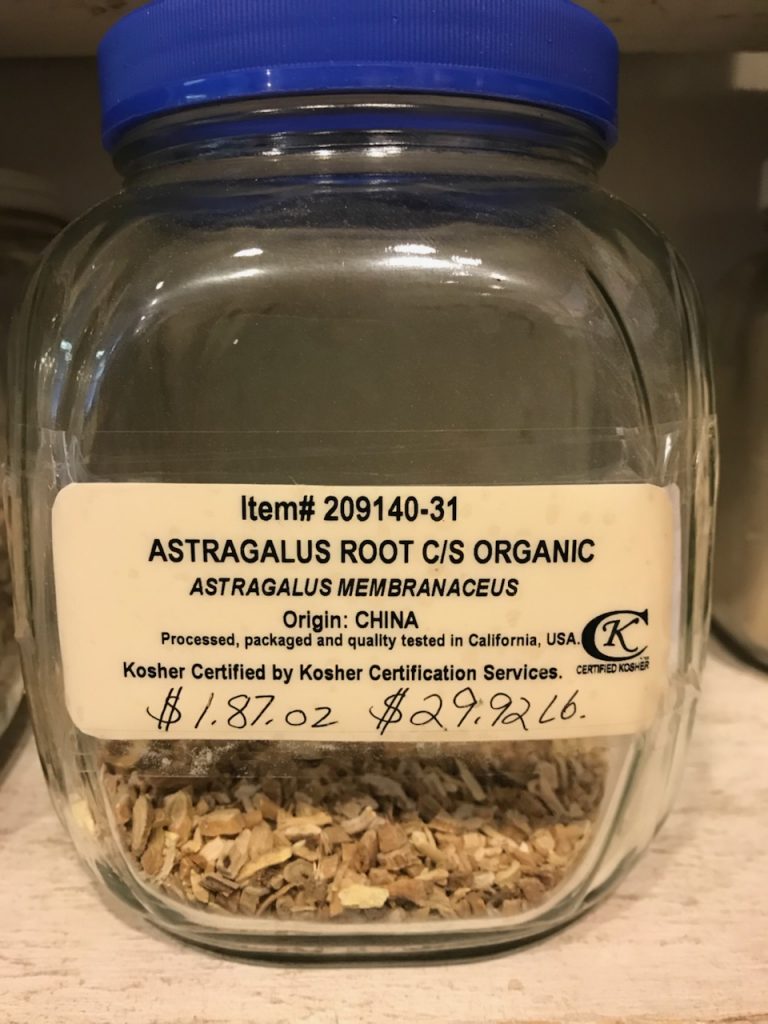 Item# 209140-31
ASTRAGALUS ROOT C/S ORGANIC
ASTRAGALUS MEMBRANACEUS
Origin: CHINA
Processed, packaged and quality tested in California, USA.
CK
CERTIFIED KOSHER
Kosher Certified by Kosher Certification Services.
$1.87.oz $29.92 lb.